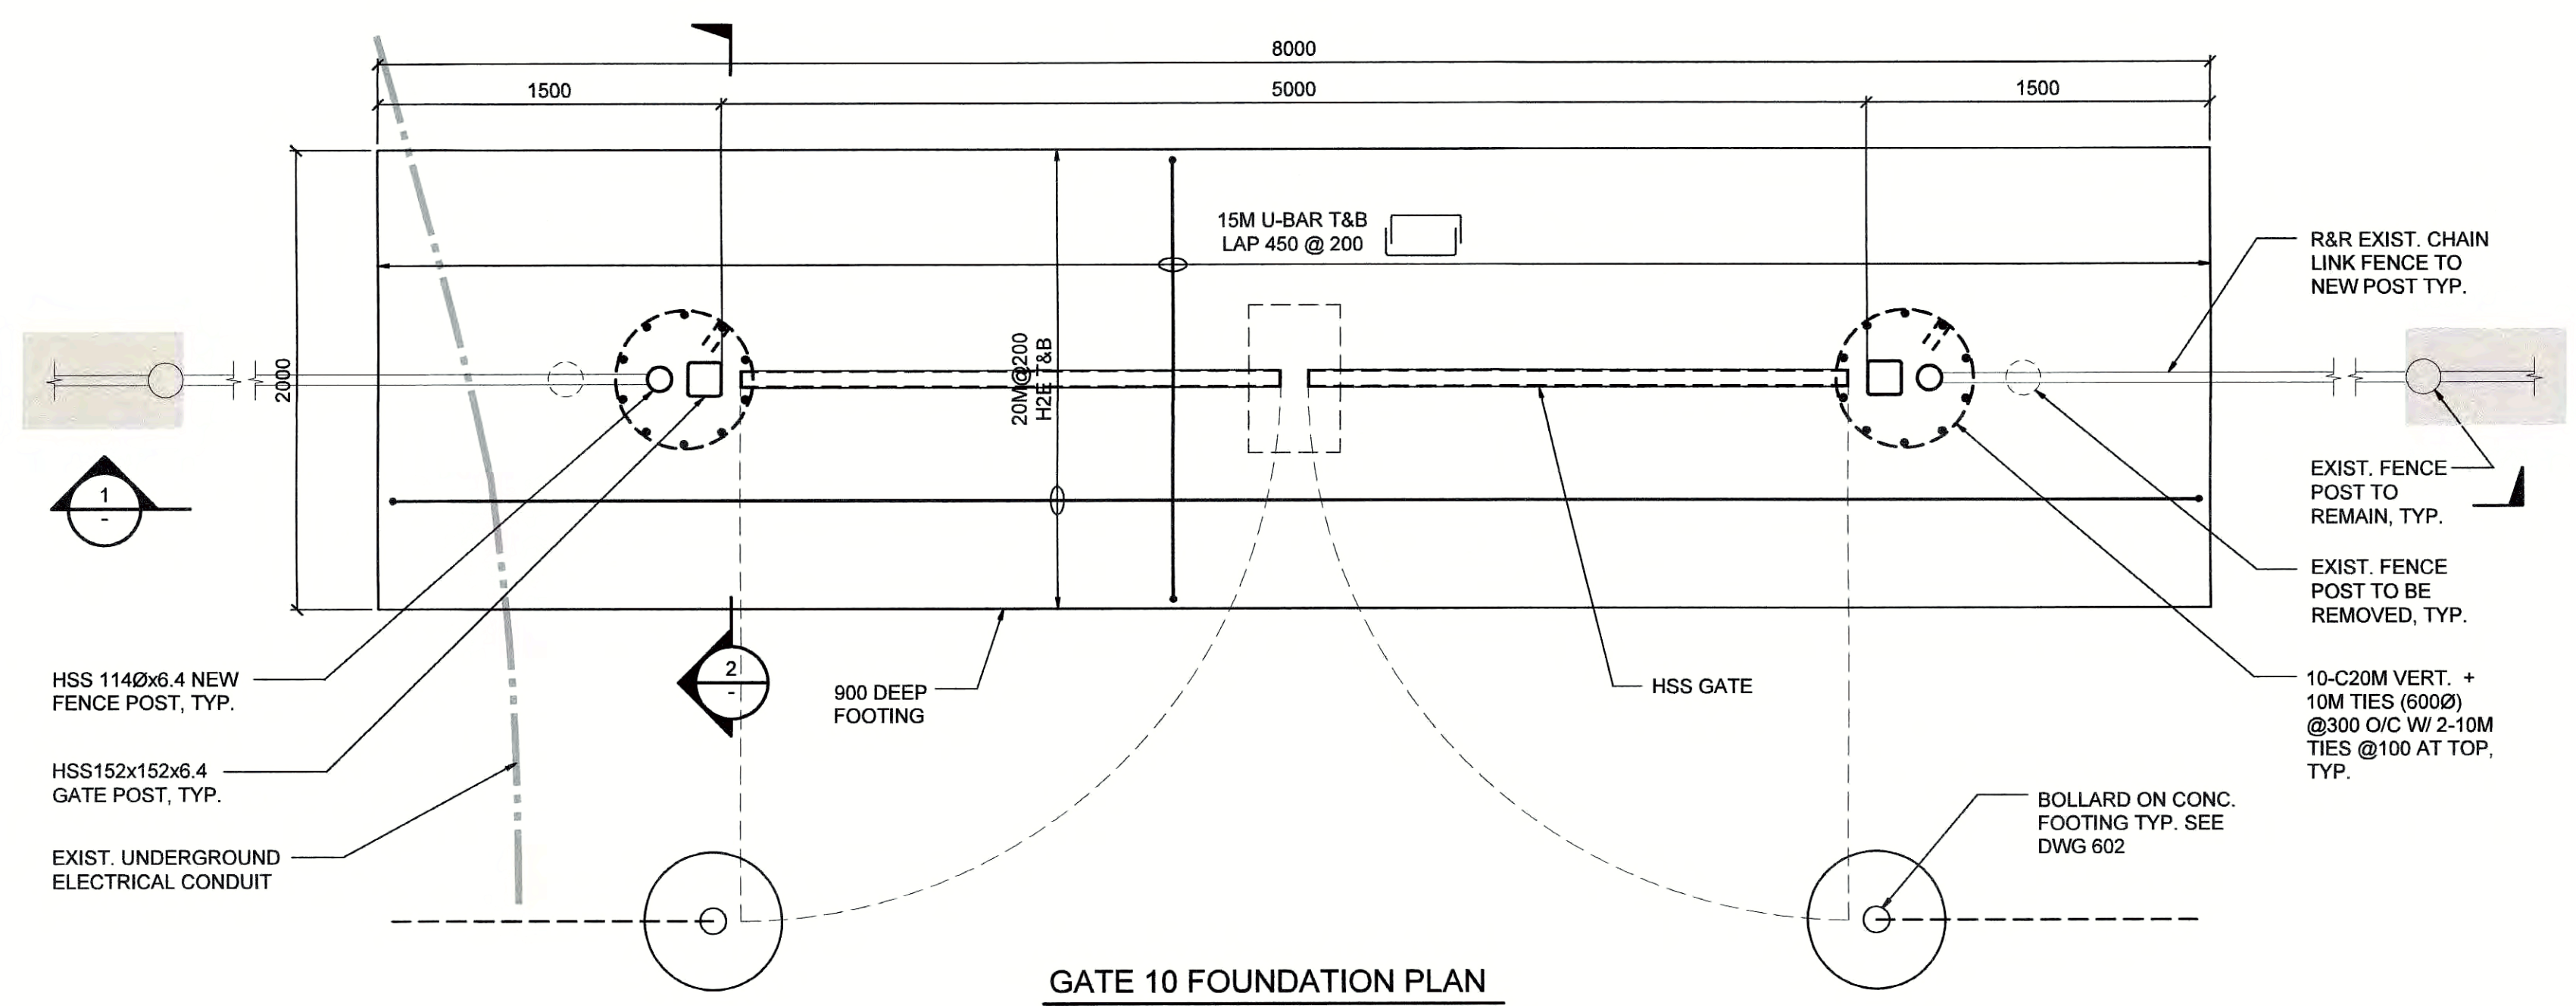 8000
1500
5000
1500
15M U-BAR T&B
LAP 450 @ 200
R&R EXIST. CHAIN
LINK FENCE TO
NEW POST TYP.
2000
20M@200
H2E T&B
1
-
EXIST. FENCE
POST TO
REMAIN, TYP.
EXIST. FENCE
POST TO BE
REMOVED, TYP.
HSS 114Øx6.4 NEW
FENCE POST, TYP.
2
-
900 DEEP
FOOTING
HSS GATE
10-C20M VERT. +
10M TIES (600Ø)
@300 O/C W/ 2-10M
TIES @100 AT TOP,
TYP.
HSS152x152x6.4
GATE POST, TYP.
BOLLARD ON CONC.
FOOTING TYP. SEE
DWG 602
EXIST. UNDERGROUND
ELECTRICAL CONDUIT
GATE 10 FOUNDATION PLAN